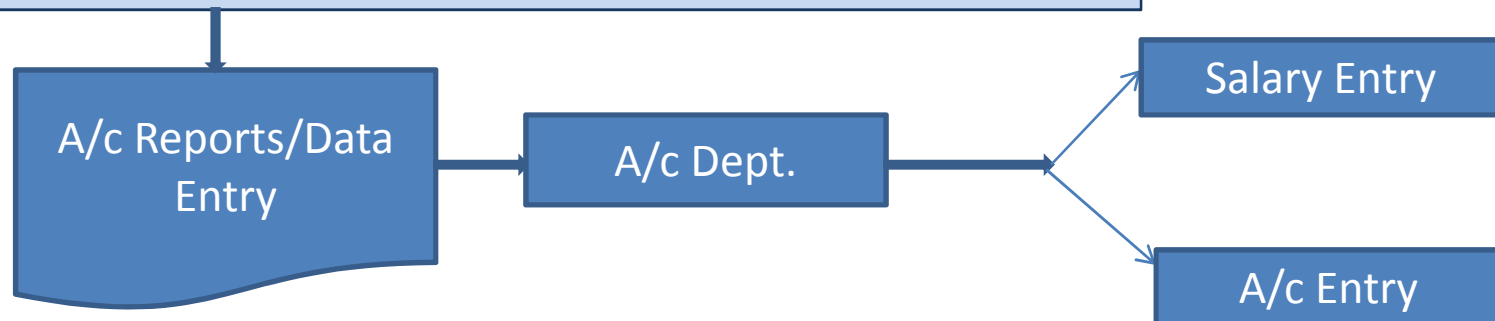 A/c Reports/Data
Entry
A/c Dept.
Salary Entry
A/c Entry